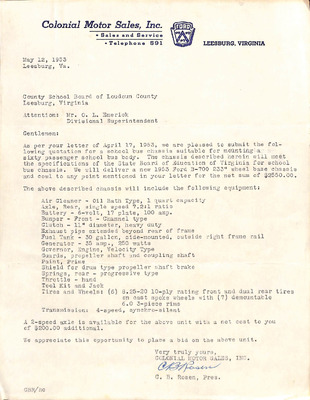 Colonial Motor Sales, Inc.
• Sales and Service
• Telephone 591
Ford
LEESBURG, VIRGINIA
May 12, 1953
Leesburg, Va.
County School Board of Loudoun County
Leesburg, Virginia
Attention: Mr. O. L. Emerick
Divisional Superintendent
Gentlemen:
As per your letter of April 17, 1953, we are pleased to submit the fol-
lowing quotation for a school bus chassis suitable for mounting a
sixty passenger school bus body. The chassis described herein will meet
the specifications of the State Board of Education of Virginia for school
bus chassis. We will deliver a new 1953 Ford B-700 233" wheel base chassis
and cowl to any point mentioned in your letter for the net sum of $2550.00.
The above described chassis will include the following equipment:
Air Cleaner - Oil Bath Type, 1 quart capacity
Axle, Rear, single speed 7.2:1 ratio
Battery - 6-volt, 17 plate, 100 amp.
Bumper - Front - Channel type
Clutch - 11" diameter, heavy duty
Exhaust pipe extended beyond rear of frame
Fuel Tank - 30 gallon, side-mounted, outside right frame rail
Generator - 35 amp., 250 watts
Governor, Engine, Velocity Type
Guards, propeller shaft and coupling shaft
Paint, Prime
Shield for drum type propeller shaft brake
Springs, rear - progressive type
Throttle - hand
Tool Kit and Jack
Tires and Wheels: (6) 8.25-20 10-ply rating front and dual rear tires
on cast spoke wheels with (7) demountable
6.0 3-piece rims
Transmission: 4-speed, synchro-silent
A 2-speed axle is available for the above unit with a net cost to you
of $200.00 additional.
We appreciate this opportunity to place a bid on the above unit.
Very truly yours,
COLONIAL MOTOR SALES, INC.
C B Rosen
C. B. Rosen, Pres.